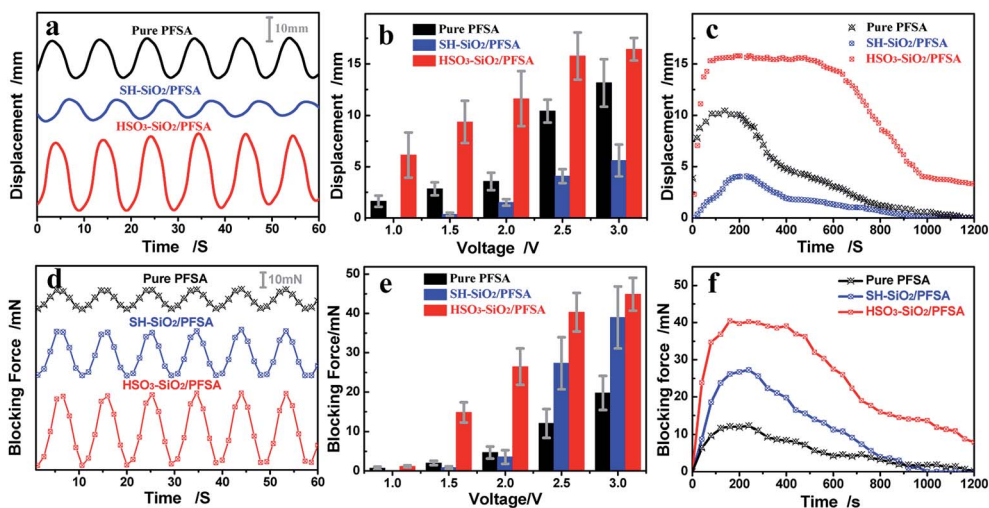 a
10mm
Pure PFSA
SH-SiO₂/PFSA
HSO₃-SiO₂/PFSA
Displacement /mm
0 10 20 30 40 50 60
Time /S
b
Pure PFSA
SH-SiO₂/PFSA
HSO₃-SiO₂/PFSA
Displacement /mm
15
10
5
0
1.0 1.5 2.0 2.5 3.0
Voltage /V
c
Pure PFSA
SH-SiO₂/PFSA
HSO₃-SiO₂/PFSA
Displacement /mm
15
10
5
0
0 200 400 600 800 1000 1200
Time /S
d
10mN
Pure PFSA
SH-SiO₂/PFSA
HSO₃-SiO₂/PFSA
Blocking Force /mN
10 20 30 40 50 60
Time /S
e
Pure PFSA
SH-SiO₂/PFSA
HSO₃-SiO₂/PFSA
Blocking Force/mN
50
40
30
20
10
0
1.0 1.5 2.0 2.5 3.0
Voltage/V
f
Pure PFSA
SH-SiO₂/PFSA
HSO₃-SiO₂/PFSA
Blocking force/mN
50
40
30
20
10
0
0 200 400 600 800 1000 1200
Time /s